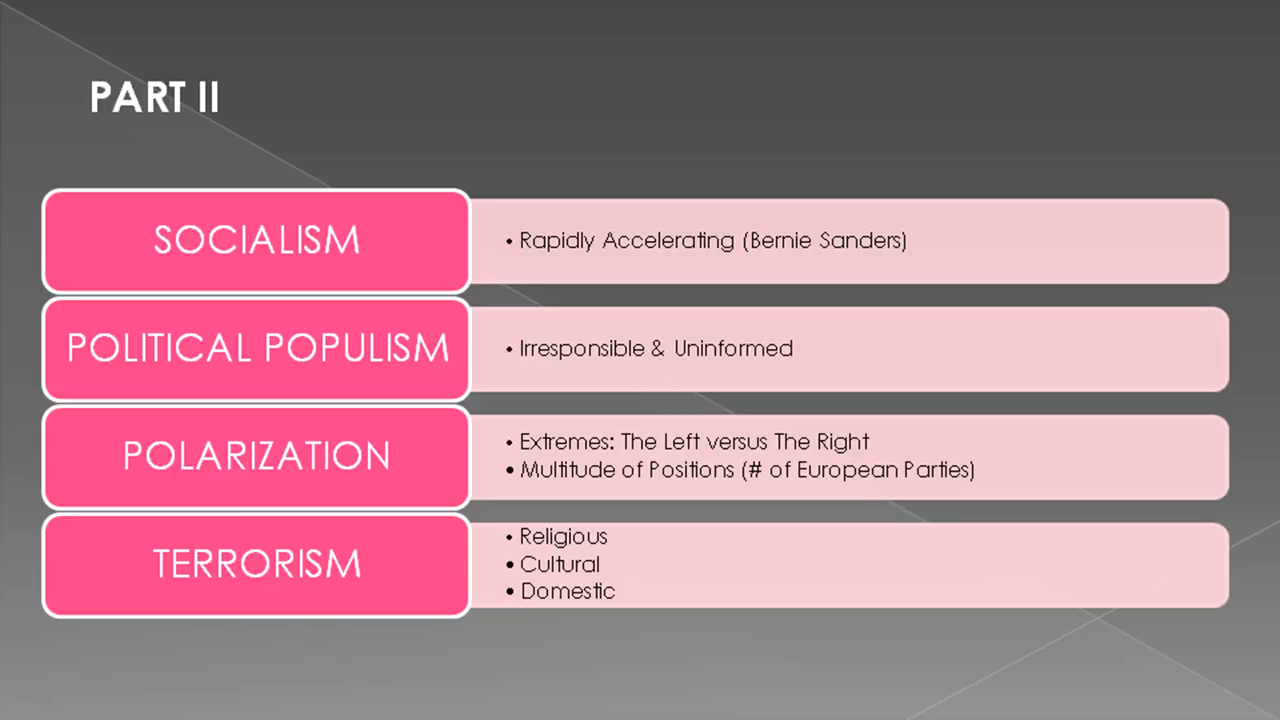 PART II
SOCIALISM
• Rapidly Accelerating (Bernie Sanders)
POLITICAL POPULISM
• Irresponsible & Uninformed
POLARIZATION
• Extremes: The Left versus The Right
• Multitude of Positions (# of European Parties)
TERRORISM
• Religious
• Cultural
• Domestic